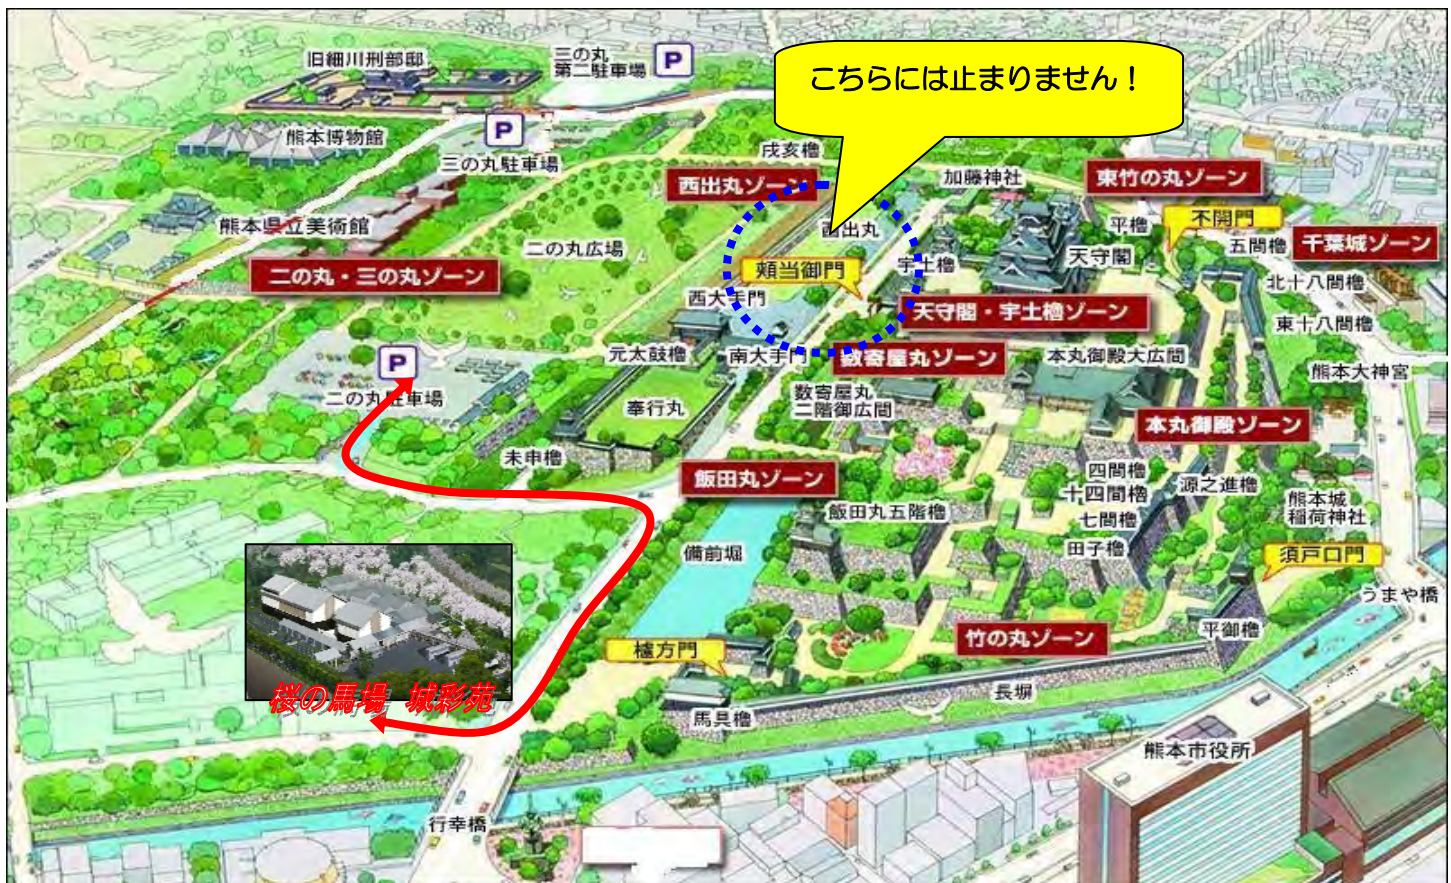 旧細川刑部邸
三の丸
第二駐車場
P
こちらには止まりません！
熊本博物館
P
三の丸駐車場
戌亥櫓
西出丸ゾーン
加藤神社
東竹の丸ゾーン
熊本県立美術館
二の丸広場
西出丸
平櫓
不開門
五間櫓
千葉城ゾーン
二の丸・三の丸ゾーン
頬当御門
宇土櫓
天守閣
北十八間櫓
西大手門
天守閣・宇土櫓ゾーン
東十八間櫓
元太鼓櫓
南大手門
数寄屋丸ゾーン
本丸御殿大広間
熊本大神宮
P
二の丸駐車場
奉行丸
数寄屋丸
二階御広間
本丸御殿ゾーン
未申櫓
飯田丸ゾーン
四間櫓
十四間櫓
源之進櫓
七間櫓
飯田丸五階櫓
熊本城
稲荷神社
田子櫓
備前堀
須戸口門
うまや橋
櫨方門
竹の丸ゾーン
平御櫓
桜の馬場 城彩苑
長塀
馬具櫓
熊本市役所
行幸橋